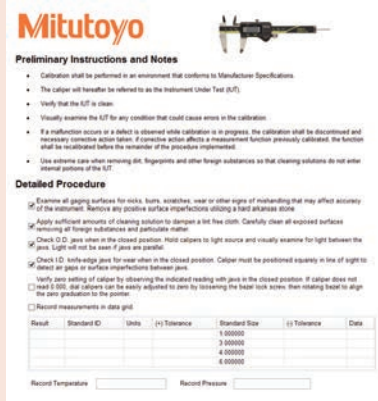 Mitutoyo
Preliminary Instructions and Notes
Calibration shall be performed in an environment that conforms to Manufacturer Specifications.
The caliper will hereafter be referred to as the Instrument Under Test (IUT).
Verify that the IUT is clean.
Visually examine the IUT for any condition that could cause errors in the calibration.
If a malfunction occurs or a defect is observed while calibration is in progress, the calibration shall be discontinued and
necessary corrective action taken; if corrective action affects a measurement function previously calibrated, the function
shall be recalibrated before the remainder of the procedure implemented.
Use extreme care when removing dirt, fingerprints and other foreign substances so that cleaning solutions do not enter
internal portions of the IUT.
Detailed Procedure
Examine all gaging surfaces for nicks, burrs, scratches, wear or other signs of mishandling that may affect accuracy
of the instrument. Remove any positive surface imperfections utilizing a hard arkansas stone.
Apply sufficient amounts of cleaning solution to dampen a lint free cloth. Carefully clean all exposed surfaces
removing all foreign substances and particulate matter.
Check O.D. jaws when in the closed position. Hold calipers to light source and visually examine for light between the
jaws. Light will not be seen if jaws are parallel.
Check I.D. knife-edge jaws for wear when in the closed position. Caliper must be positioned squarely in line of sight to
detect an gaps or surface imperfections between jaws.
Verify zero setting of caliper by observing the indicated reading with jaws in the closed position. If caliper does not
read 0.000, dial calipers can be easily adjusted to zero by loosening the bezel lock screw, then rotating bezel to align
the zero graduation to the pointer.
Record measurements in data grid.
Result Standard ID Units (+) Tolerance Standard Size (-) Tolerance Data
1.000000
3.000000
4.000000
6.000000
Record Temperature Record Pressure